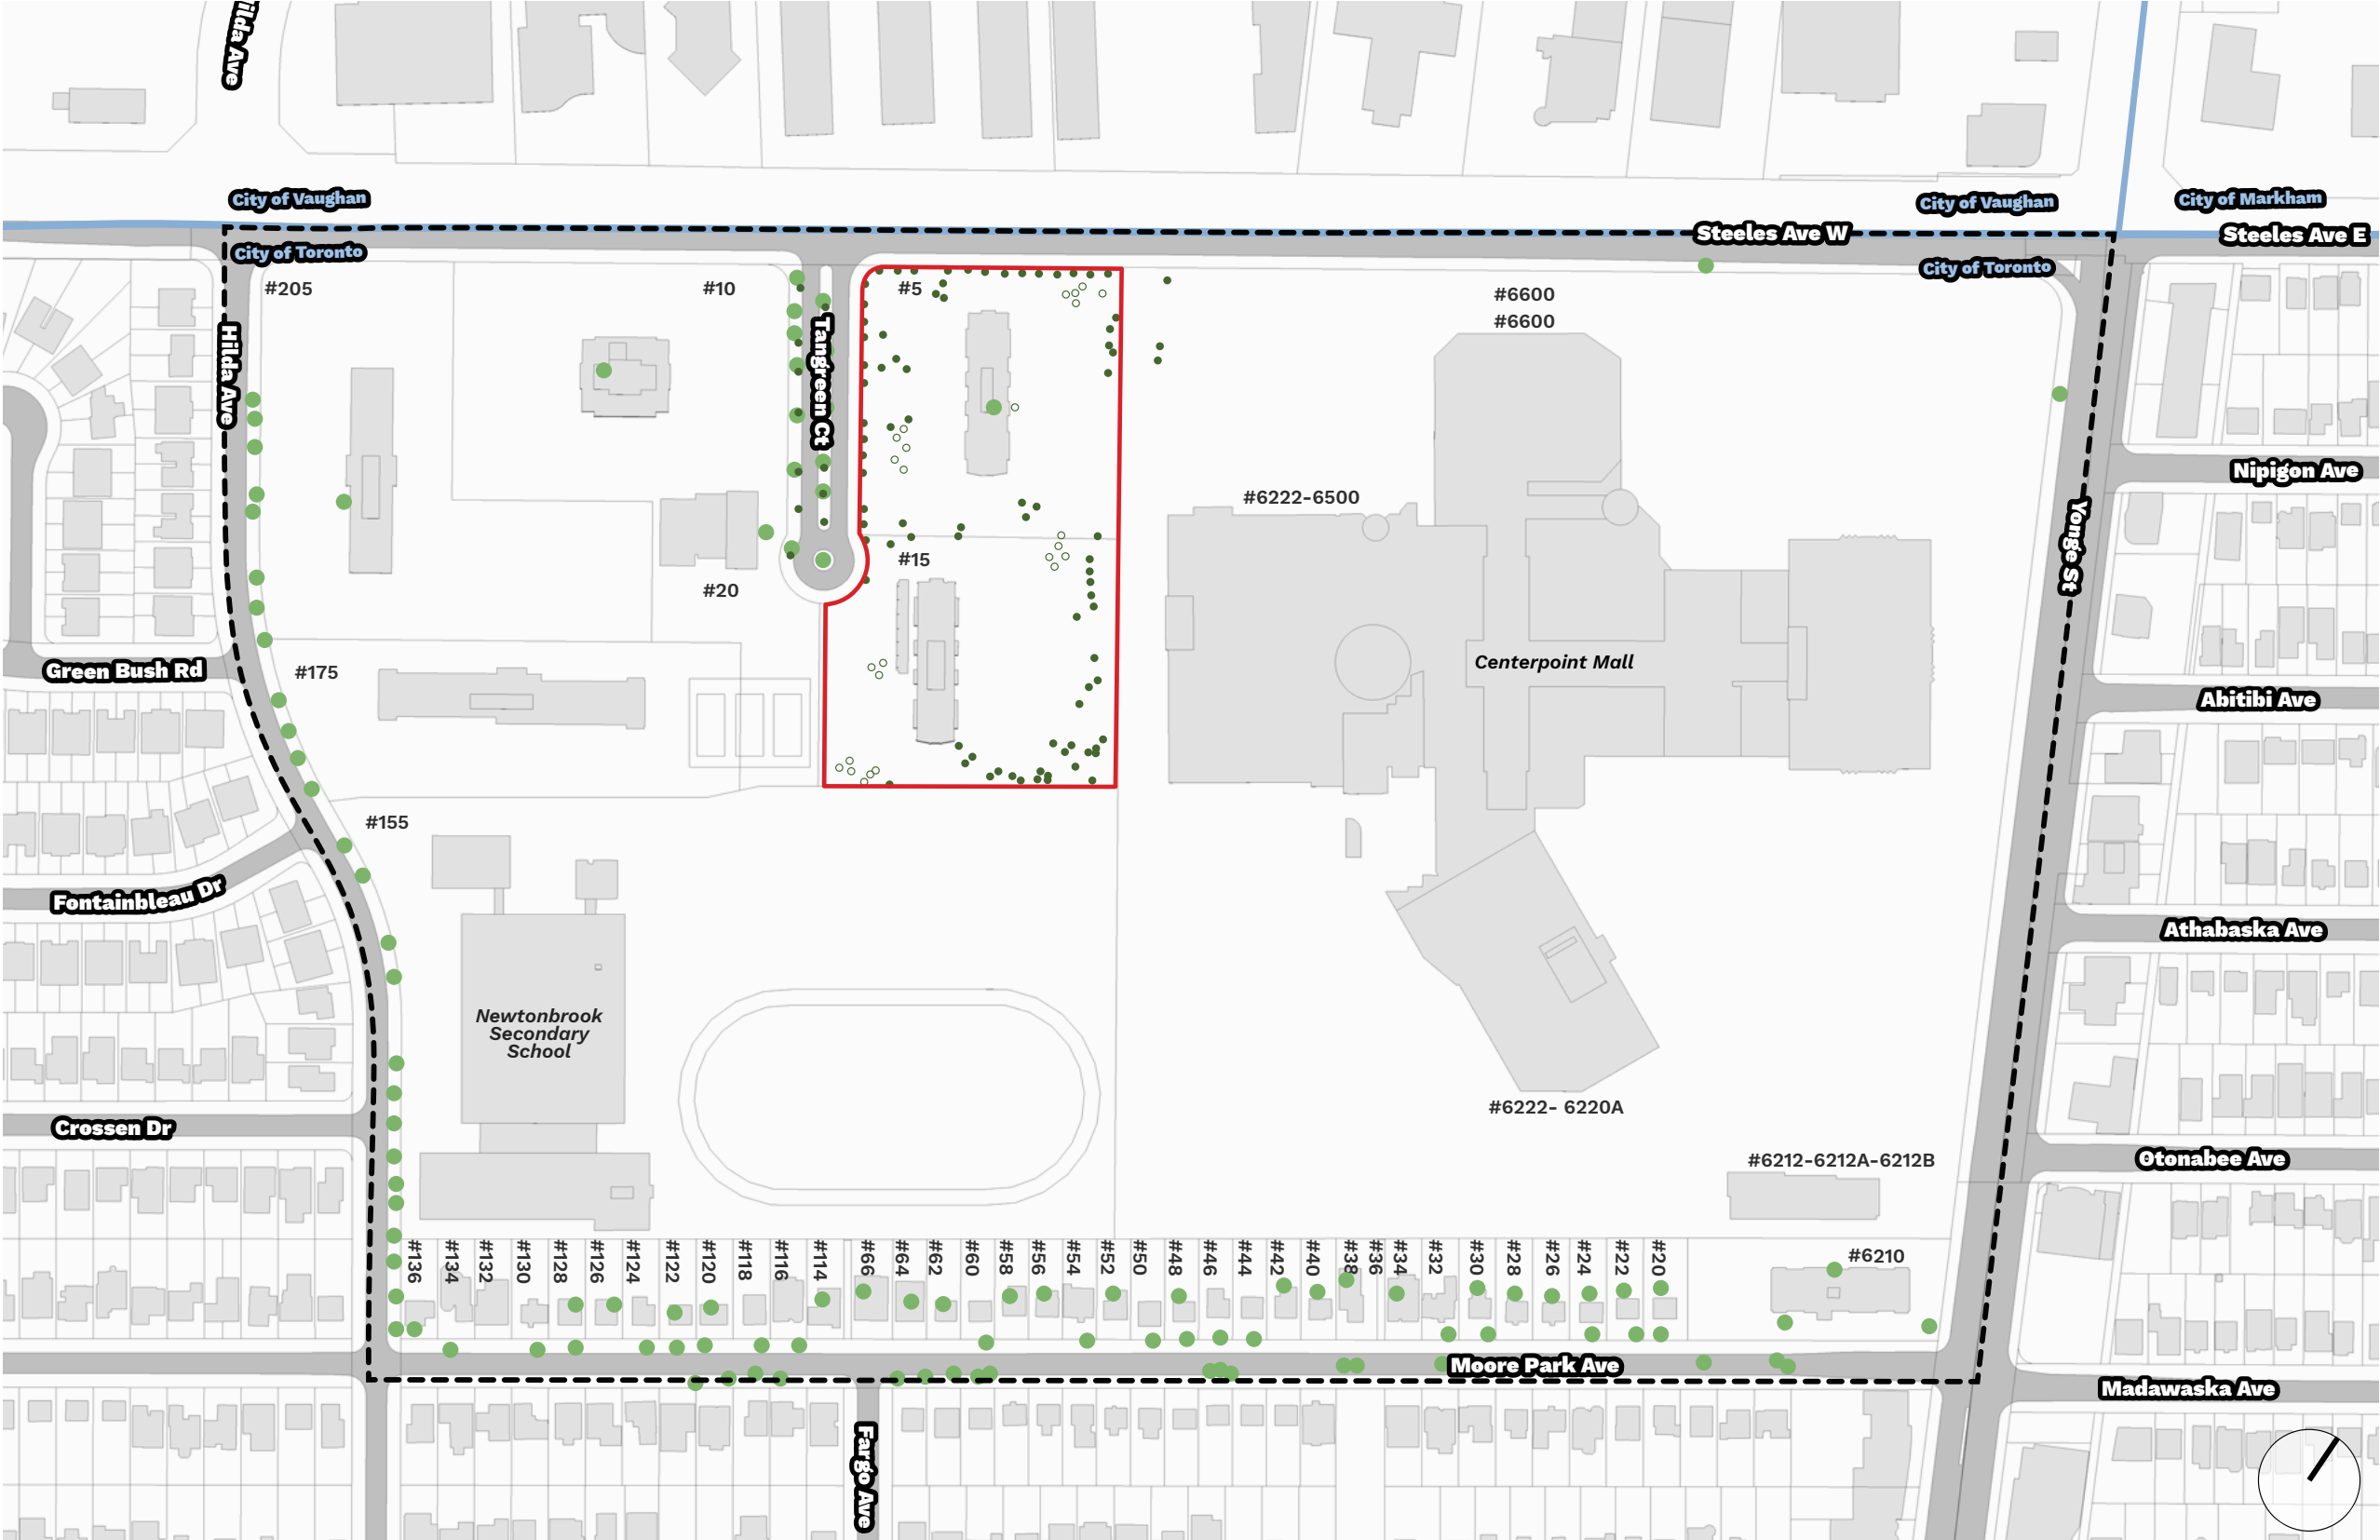 ilda Ave
City of Vaughan
City of Vaughan
City of Markham
Steeles Ave W
Steeles Ave E
City of Toronto
City of Toronto
#205
#10
#5
#6600
#6600
Hilda Ave
Tangreen Ct
Nipigon Ave
#6222-6500
Yonge St
#15
#20
Green Bush Rd
#175
Centerpoint Mall
Abitibi Ave
#155
Fontainbleau Dr
Athabaska Ave
Newtonbrook
Secondary
School
#6222- 6220A
Crossen Dr
#6212-6212A-6212B
Otonabee Ave
#136
#134
#132
#130
#128
#126
#124
#122
#120
#118
#116
#114
#66
#64
#62
#60
#58
#56
#54
#52
#50
#48
#46
#44
#42
#40
#38
#36
#34
#32
#30
#28
#26
#24
#22
#20
#6210
Moore Park Ave
Madawaska Ave
Fargo Ave